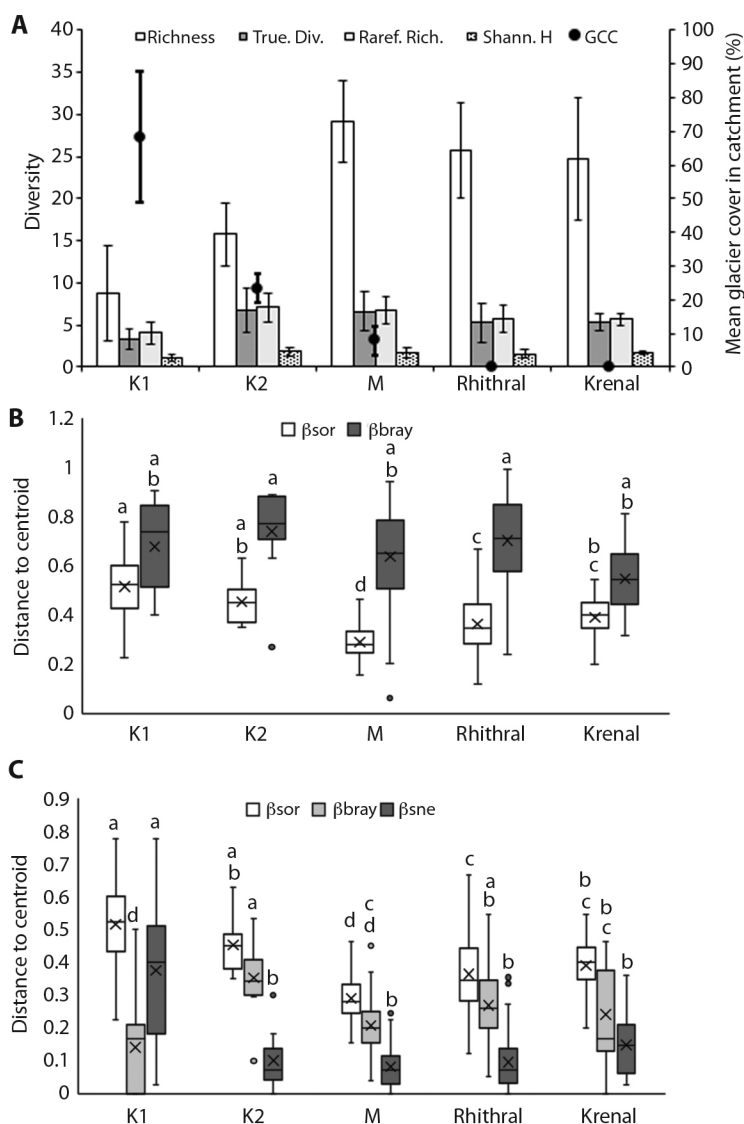 A
Richness True. Div. Raref. Rich. Shann. H GCC
Diversity
40
35
30
25
20
15
10
5
0
100
90
80
70
60
50
40
30
20
10
0
Mean glacier cover in catchment (%)
K1 K2 M Rhithral Krenal
B
βsor βbray
Distance to centroid
1.2
1
0.8
0.6
0.4
0.2
0
a
a
b
a
b
a
d
a
b
c
a
b
c
a
b
K1 K2 M Rhithral Krenal
C
βsor βbray βsne
Distance to centroid
0.9
0.8
0.7
0.6
0.5
0.4
0.3
0.2
0.1
0
a
d
a
a
b
a
b
d
c
d
b
c
a
b
b
b
c
b
c
b
K1 K2 M Rhithral Krenal